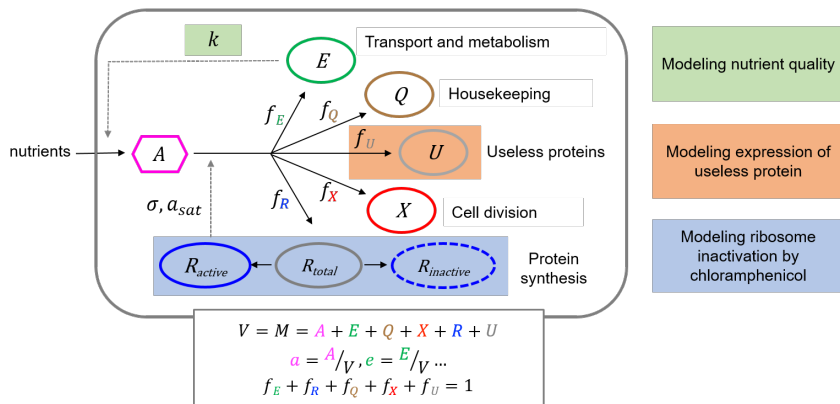 k
E
Transport and metabolism
Modeling nutrient quality
Q
Housekeeping
f_E
f_Q
nutrients
A
f_U
U
Useless proteins
Modeling expression of
useless protein
σ, a_sat
f_R
f_X
X
Cell division
R_active
R_total
R_inactive
Protein
synthesis
Modeling ribosome
inactivation by
chloramphenicol
V = M = A + E + Q + X + R + U
a = A/V, e = E/V ...
f_E + f_R + f_Q + f_X + f_U = 1